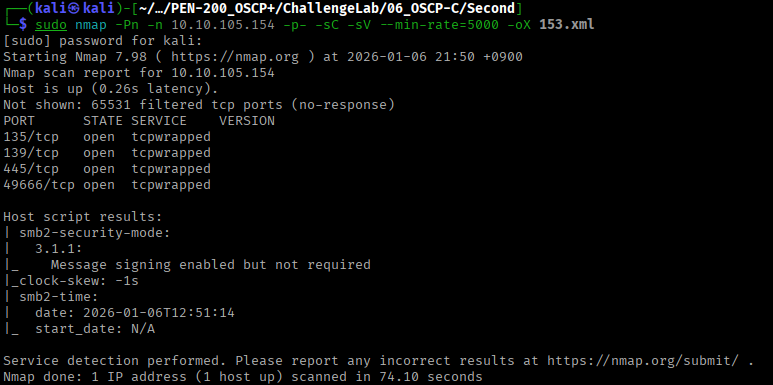 ┌──(kali㉿kali)-[~/…/PEN-200_OSCP+/ChallengeLab/06_OSCP-C/Second]
└─$ sudo nmap -Pn -n 10.10.105.154 -p- -sC -sV --min-rate=5000 -oX 153.xml
[sudo] password for kali:
Starting Nmap 7.98 ( https://nmap.org ) at 2026-01-06 21:50 +0900
Nmap scan report for 10.10.105.154
Host is up (0.26s latency).
Not shown: 65531 filtered tcp ports (no-response)
PORT      STATE SERVICE    VERSION
135/tcp   open  tcpwrapped
139/tcp   open  tcpwrapped
445/tcp   open  tcpwrapped
49666/tcp open  tcpwrapped
Host script results:
| smb2-security-mode:
|   3.1.1:
|_    Message signing enabled but not required
|_clock-skew: -1s
| smb2-time:
|   date: 2026-01-06T12:51:14
|_  start_date: N/A
Service detection performed. Please report any incorrect results at https://nmap.org/submit/ .
Nmap done: 1 IP address (1 host up) scanned in 74.10 seconds